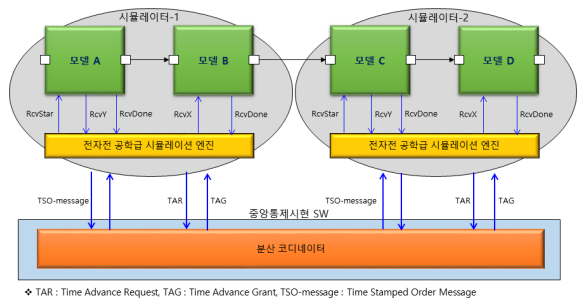 시뮬레이터-1
시뮬레이터-2
모델 A
모델 B
모델 C
모델 D
RcvStar
RcvY
RcvDone
RcvX
RcvDone
RcvStar
RcvY
RcvDone
RcvX
RcvDone
전자전 공학급 시뮬레이션 엔진
전자전 공학급 시뮬레이션 엔진
TSO-message
TAR
TAG
TSO-message
TAR
TAG
중앙통제시현 SW
분산 코디네이터
❖ TAR : Time Advance Request, TAG : Time Advance Grant, TSO-message : Time Stamped Order Message